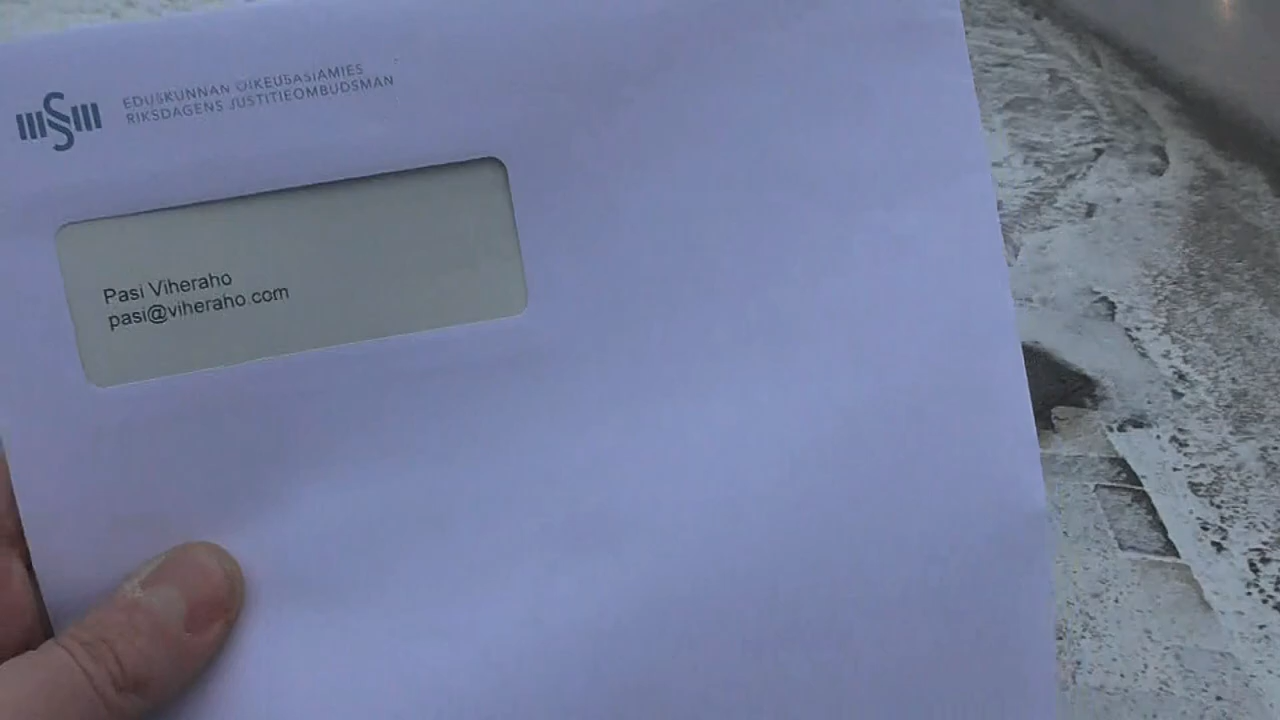 EDUSKUNNAN OIKEUSASIAMIES
RIKSDAGENS JUSTITIEOMBUDSMAN
Pasi Viheraho
pasi@viheraho.com